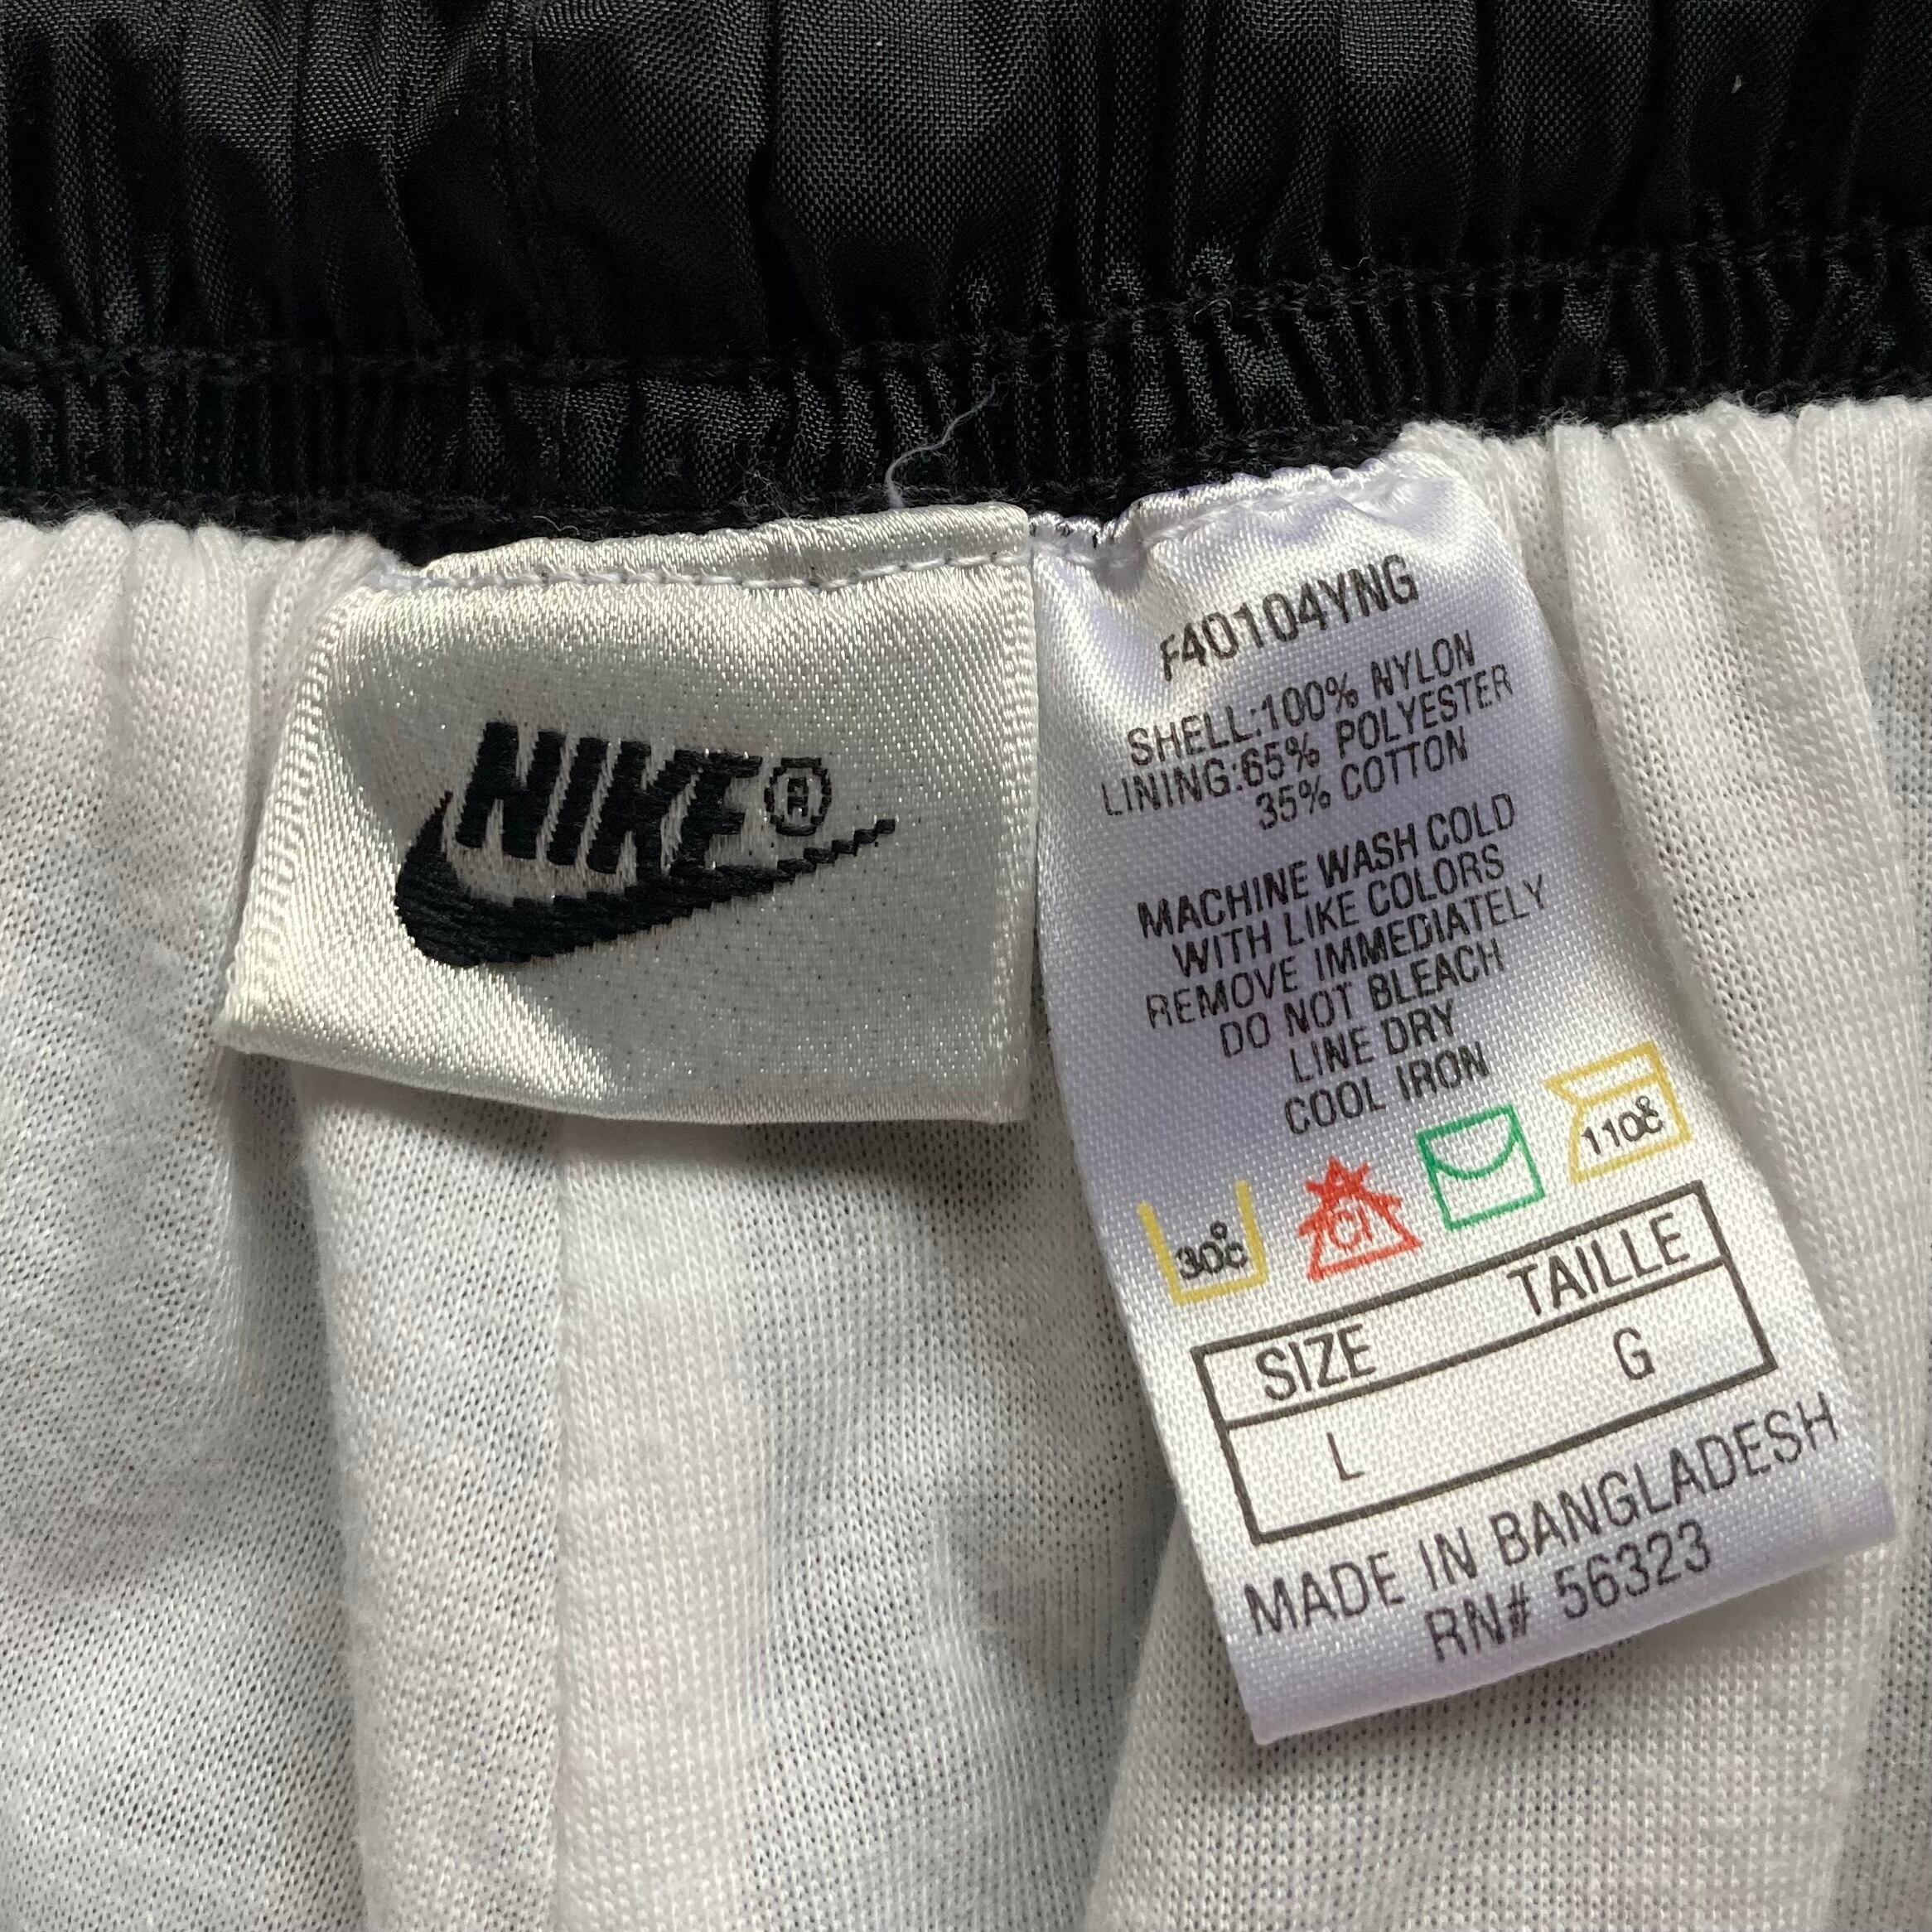 NIKE®
F40104YNG
SHELL:100% NYLON
LINING:65% POLYESTER
35% COTTON
MACHINE WASH COLD
WITH LIKE COLORS
REMOVE IMMEDIATELY
DO NOT BLEACH
LINE DRY
COOL IRON
30°C Cl 110°C
SIZE TAILLE
L G
MADE IN BANGLADESH
RN# 56323